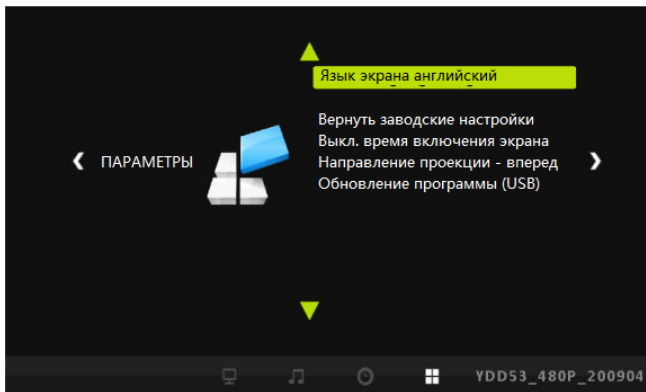 Язык экрана английский
Вернуть заводские настройки
Выкл. время включения экрана
ПАРАМЕТРЫ
Направление проекции - вперед
Обновление программы (USB)
YDD53_480P_200904